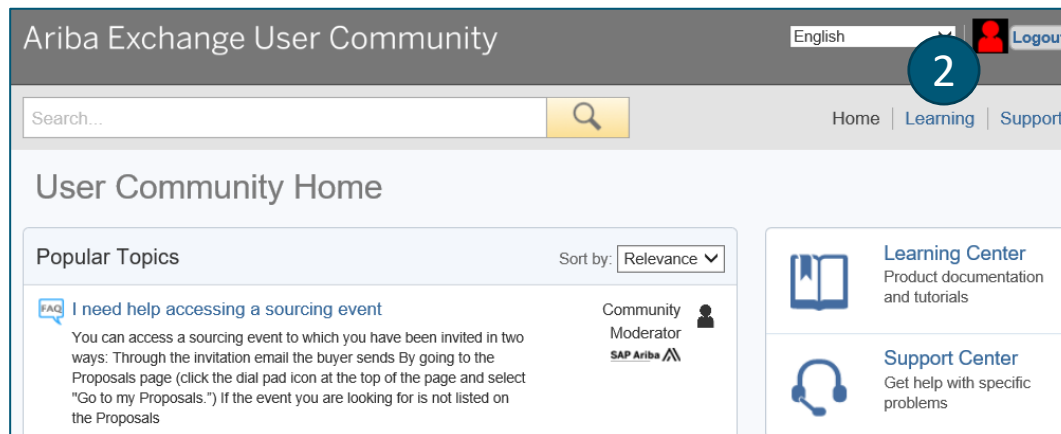 Ariba Exchange User Community
English
Logout
2
Search...
Home | Learning | Support
User Community Home
Popular Topics
Sort by: Relevance
FAQ I need help accessing a sourcing event
You can access a sourcing event to which you have been invited in two
ways: Through the invitation email the buyer sends By going to the
Proposals page (click the dial pad icon at the top of the page and select
"Go to my Proposals.") If the event you are looking for is not listed on
the Proposals
Community
Moderator
SAP Ariba
Learning Center
Product documentation
and tutorials
Support Center
Get help with specific
problems